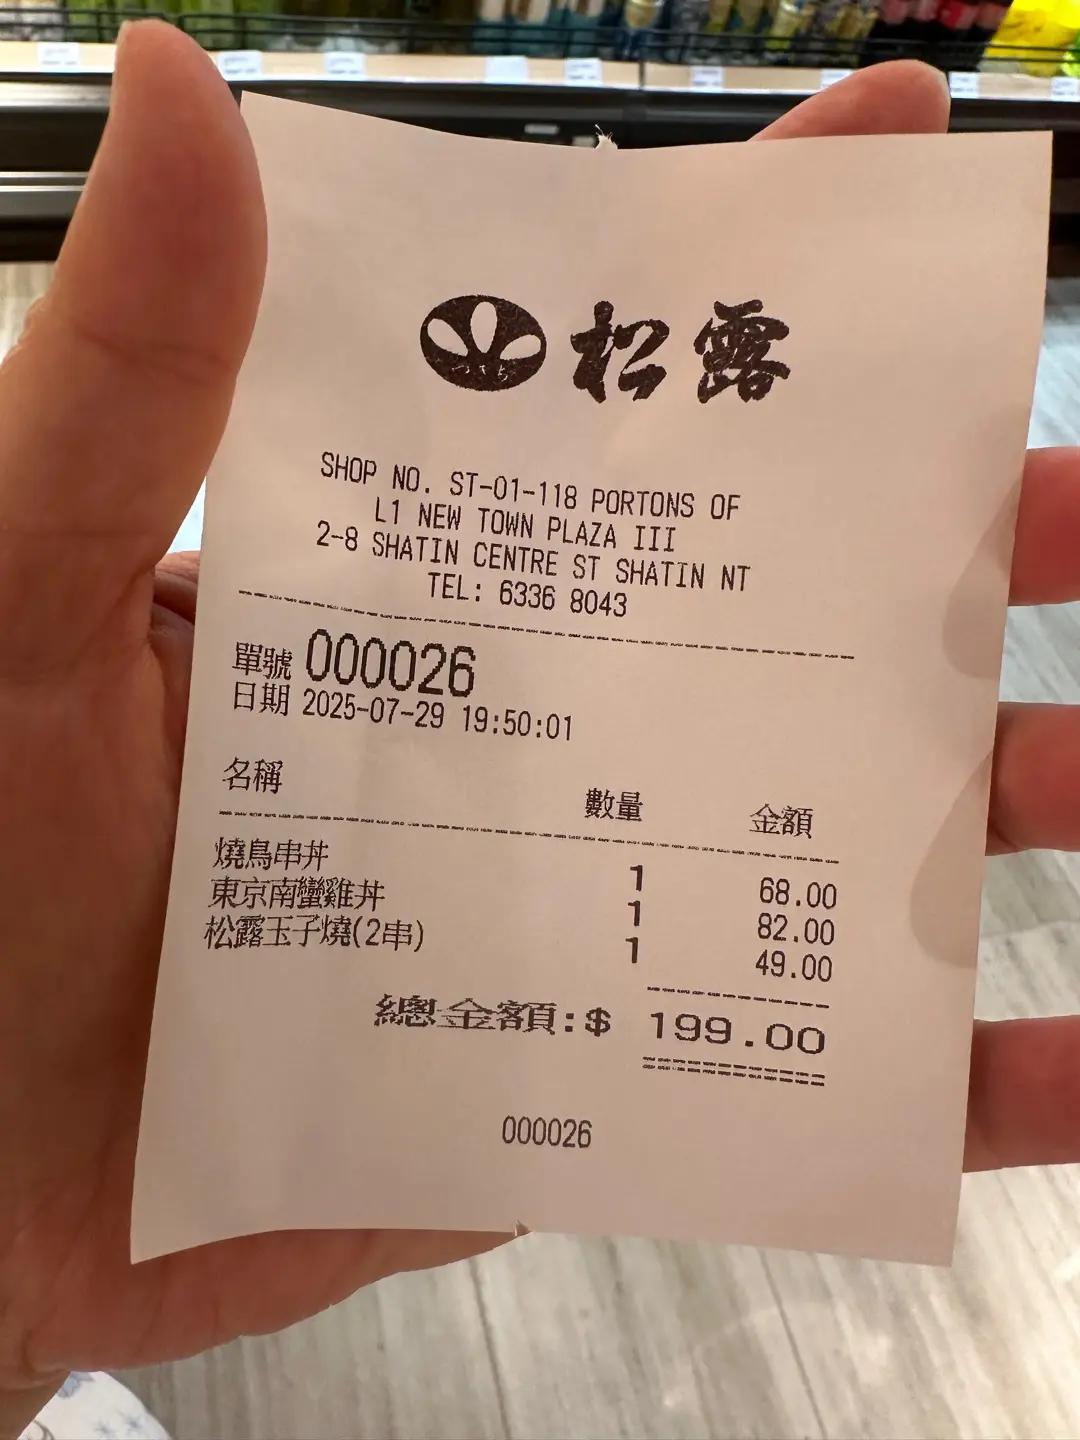 松露
SHOP NO. ST-01-118 PORTONS OF
L1 NEW TOWN PLAZA III
2-8 SHATIN CENTRE ST SHATIN NT
TEL: 6336 8043
單號 000026
日期 2025-07-29 19:50:01
名稱 數量 金額
燒鳥串丼 1 68.00
東京南蠻雞丼 1 82.00
松露玉子燒(2串) 1 49.00
總金額:$ 199.00
000026